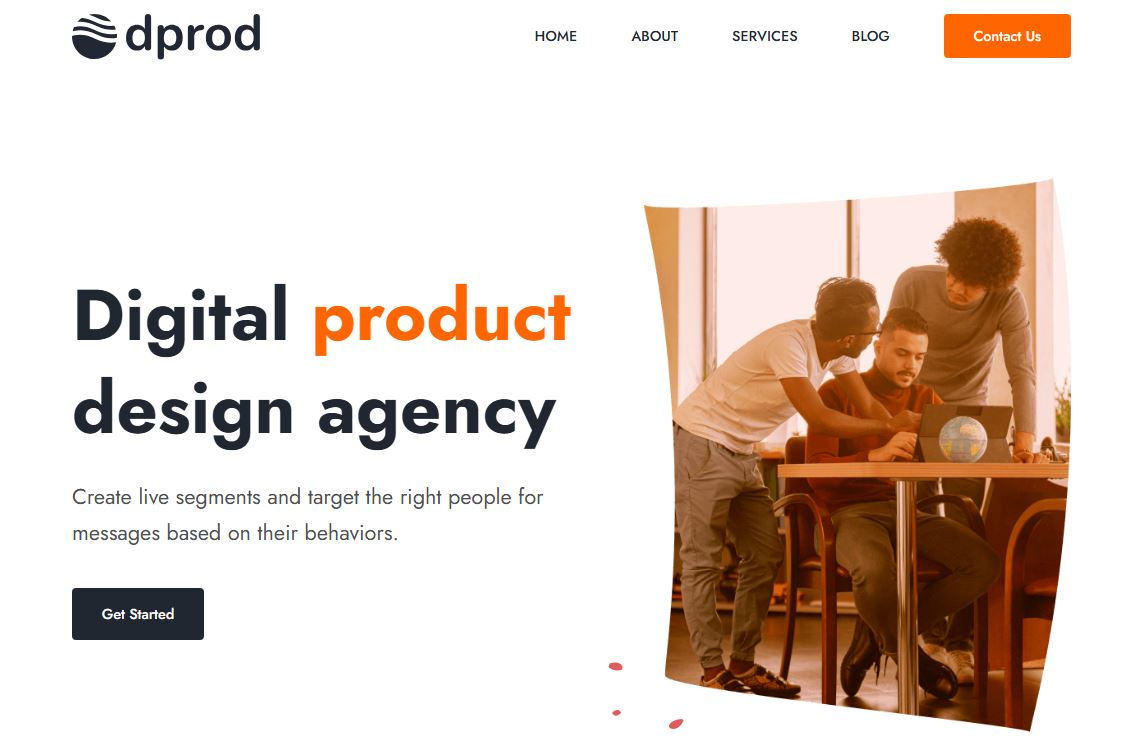 dprod
HOME ABOUT SERVICES BLOG Contact Us
Digital product
design agency
Create live segments and target the right people for
messages based on their behaviors.
Get Started